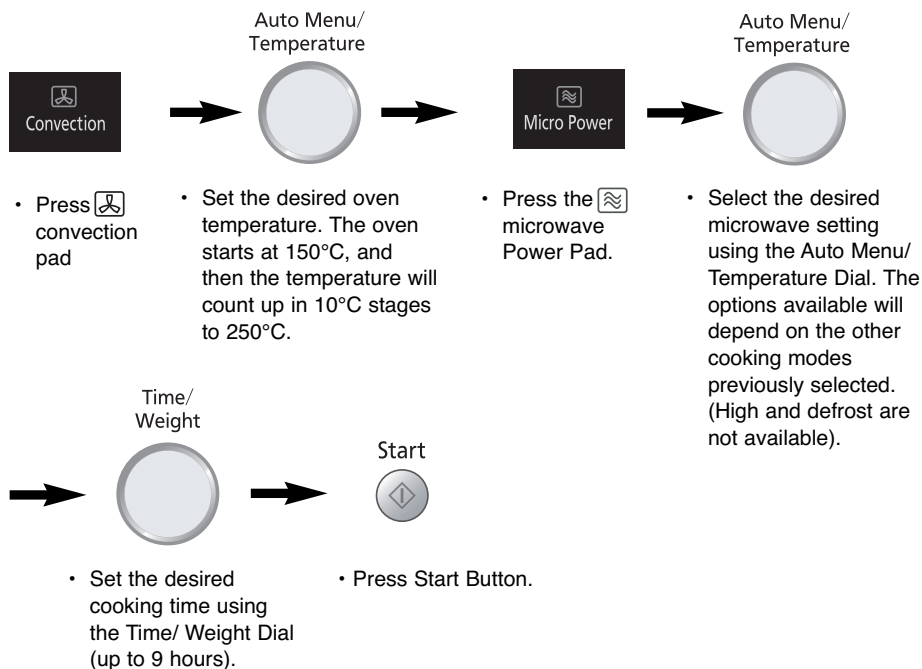 Auto Menu/
Temperature
Convection
• Press
convection
pad
• Set the desired oven
temperature. The oven
starts at 150°C, and
then the temperature will
count up in 10°C stages
to 250°C.
Micro Power
• Press the
microwave
Power Pad.
Auto Menu/
Temperature
• Select the desired
microwave setting
using the Auto Menu/
Temperature Dial. The
options available will
depend on the other
cooking modes
previously selected.
(High and defrost are
not available).
Time/
Weight
• Set the desired
cooking time using
the Time/ Weight Dial
(up to 9 hours).
Start
• Press Start Button.